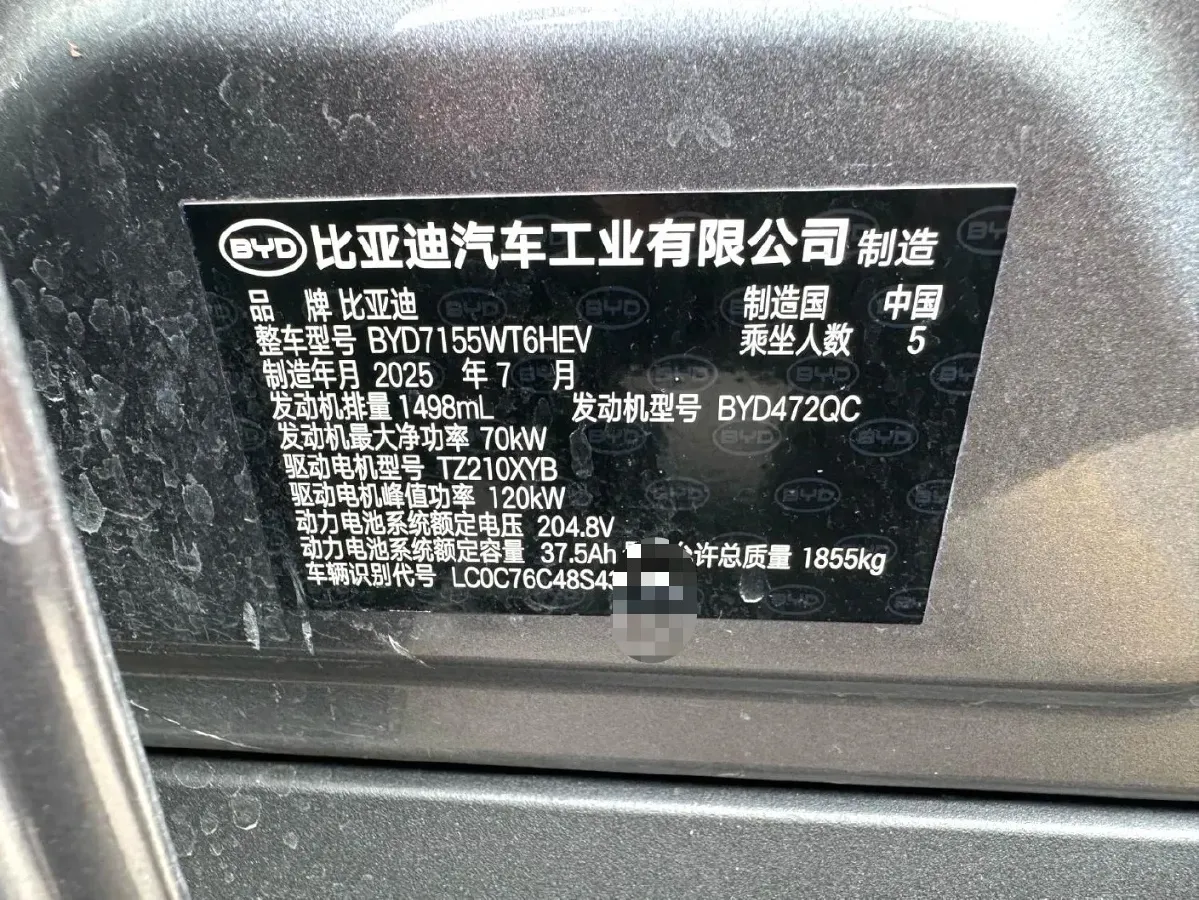 BYD 比亚迪汽车工业有限公司 制造
品 牌 比亚迪 制造国 中国
整车型号 BYD7155WT6HEV 乘坐人数 5
制造年月 2025 年 7 月
发动机排量 1498mL 发动机型号 BYD472QC
发动机最大净功率 70kW
驱动电机型号 TZ210XYB
驱动电机峰值功率 120kW
动力电池系统额定电压 204.8V
动力电池系统额定容量 37.5Ah 允许总质量 1855kg
车辆识别代号 LC0C76C48S4